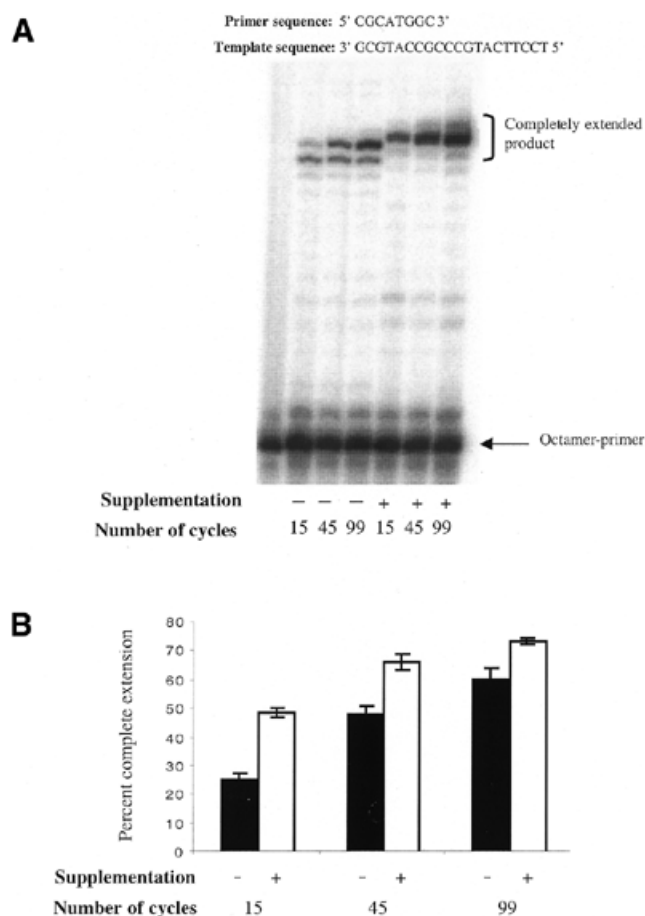 A
Primer sequence: 5' CGCATGGC 3'
Template sequence: 3' GCGTACCGCCCGTACTTCCT 5'
Completely extended
product
Octamer-primer
Supplementation – – – + + +
Number of cycles 15 45 99 15 45 99
B
Percent complete extension
80
70
60
50
40
30
20
10
0
Supplementation - + - + - +
Number of cycles 15 45 99